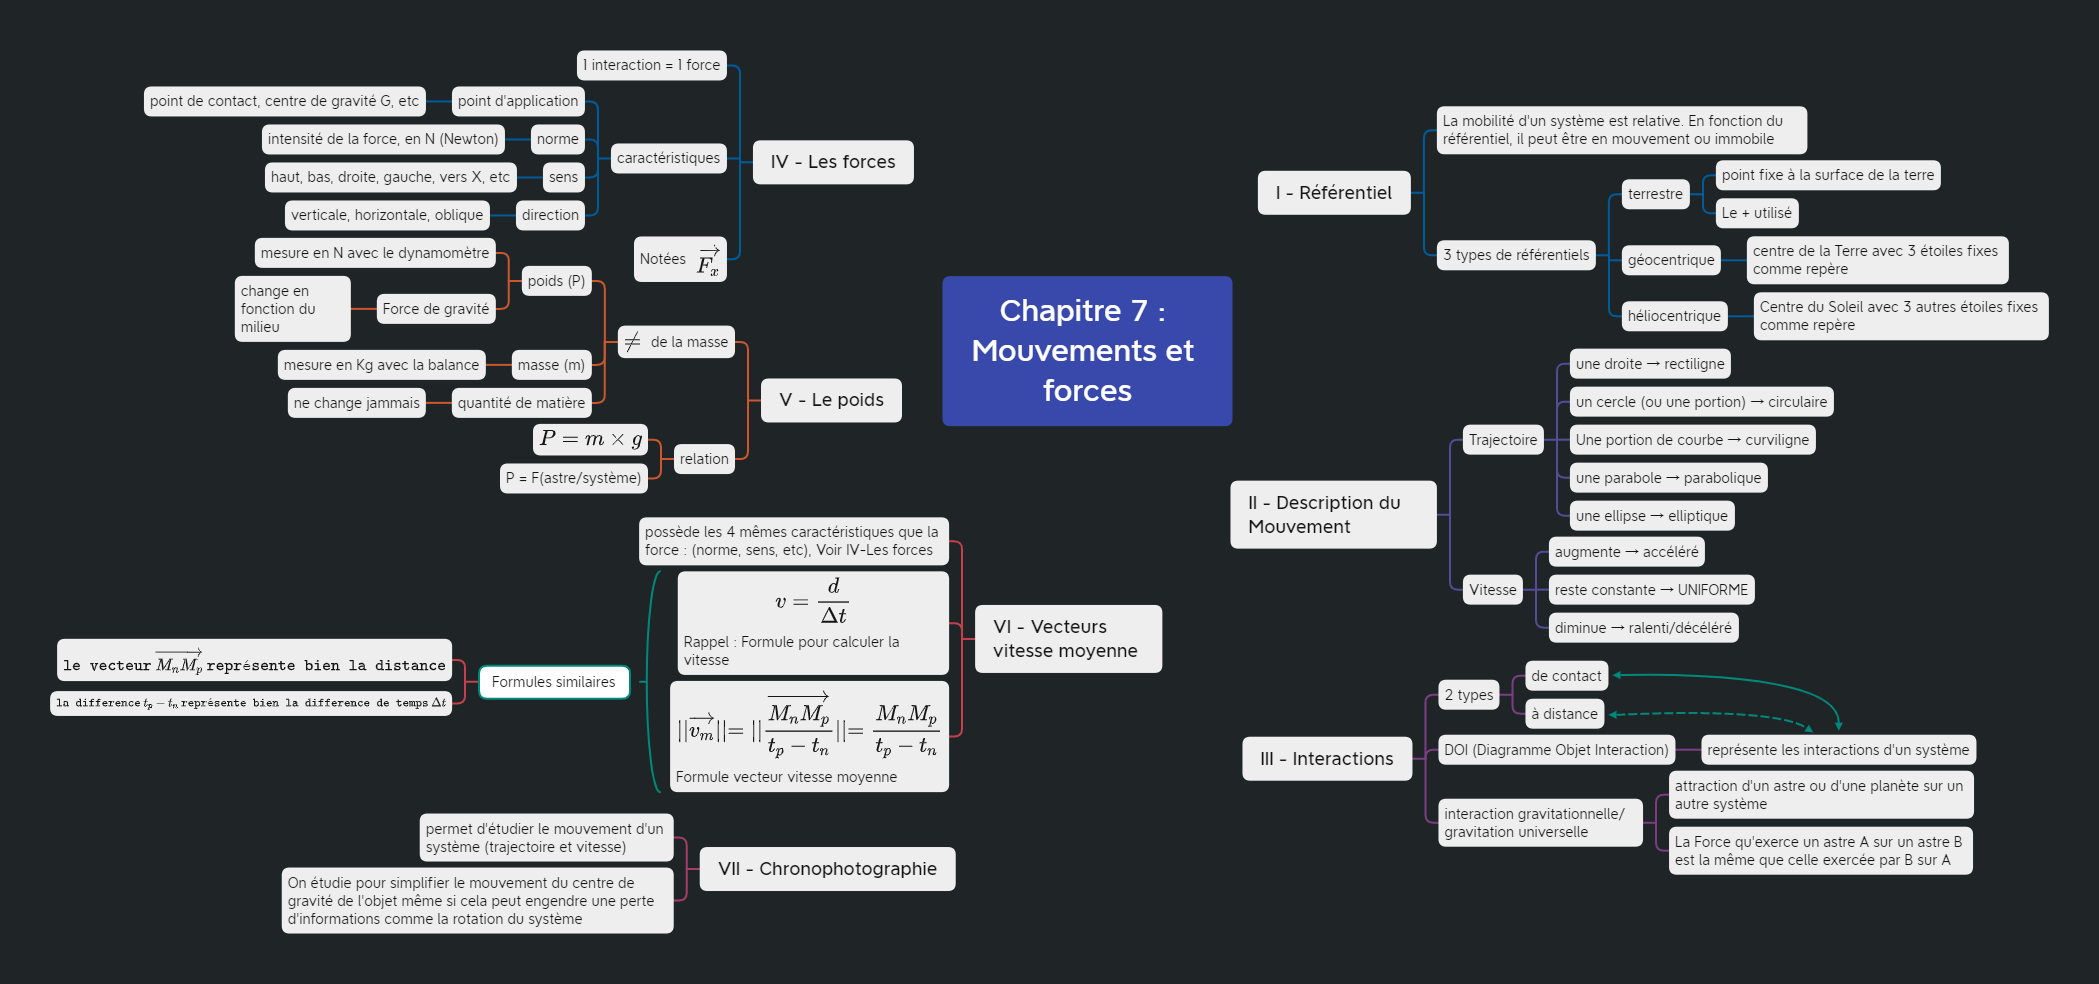 Chapitre 7 :
Mouvements et
forces
I - Référentiel
La mobilité d'un système est relative. En fonction du
référentiel, il peut être en mouvement ou immobile
3 types de référentiels
terrestre
point fixe à la surface de la terre
Le + utilisé
géocentrique
centre de la Terre avec 3 étoiles fixes
comme repère
héliocentrique
Centre du Soleil avec 3 autres étoiles fixes
comme repère
II - Description du
Mouvement
Trajectoire
une droite → rectiligne
un cercle (ou une portion) → circulaire
Une portion de courbe → curviligne
une parabole → parabolique
une ellipse → elliptique
Vitesse
augmente → accéléré
reste constante → UNIFORME
diminue → ralenti/décéléré
III - Interactions
2 types
de contact
à distance
DOI (Diagramme Objet Interaction)
représente les interactions d'un système
interaction gravitationnelle/
gravitation universelle
attraction d'un astre ou d'une planète sur un
autre système
La Force qu'exerce un astre A sur un astre B
est la même que celle exercée par B sur A
IV - Les forces
1 interaction = 1 force
caractéristiques
point d'application
point de contact, centre de gravité G, etc
norme
intensité de la force, en N (Newton)
sens
haut, bas, droite, gauche, vers X, etc
direction
verticale, horizontale, oblique
Notées $\overrightarrow{F_x}$
V - Le poids
≠ de la masse
poids (P)
mesure en N avec le dynamomètre
Force de gravité
change en
fonction du
milieu
masse (m)
mesure en Kg avec la balance
quantité de matière
ne change jammais
relation
P = m × g
P = F(astre/système)
VI - Vecteurs
vitesse moyenne
possède les 4 mêmes caractéristiques que la
force : (norme, sens, etc), Voir IV-Les forces
$v = \dfrac{d}{\Delta t}$
Rappel : Formule pour calculer la
vitesse
$||\overrightarrow{v_m}|| = ||\dfrac{\overrightarrow{M_nM_p}}{t_p - t_n}|| = \dfrac{M_nM_p}{t_p - t_n}$
Formule vecteur vitesse moyenne
Formules similaires
le vecteur $\overrightarrow{M_nM_p}$ représente bien la distance
la difference $t_p - t_n$ représente bien la difference de temps $\Delta t$
VII - Chronophotographie
permet d'étudier le mouvement d'un
système (trajectoire et vitesse)
On étudie pour simplifier le mouvement du centre de
gravité de l'objet même si cela peut engendre une perte
d'informations comme la rotation du système